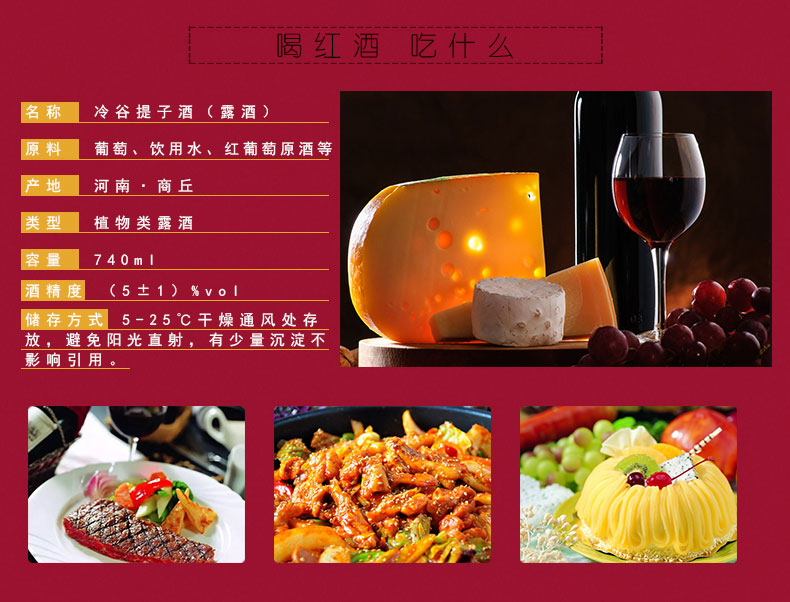 喝红酒 吃什么
名称 冷谷提子酒（露酒）
原料 葡萄、饮用水、红葡萄原酒等
产地 河南·商丘
类型 植物类露酒
容量 740ml
酒精度 （5±1）%vol
储存方式 5-25℃干燥通风处存
放，避免阳光直射，有少量沉淀不
影响引用。